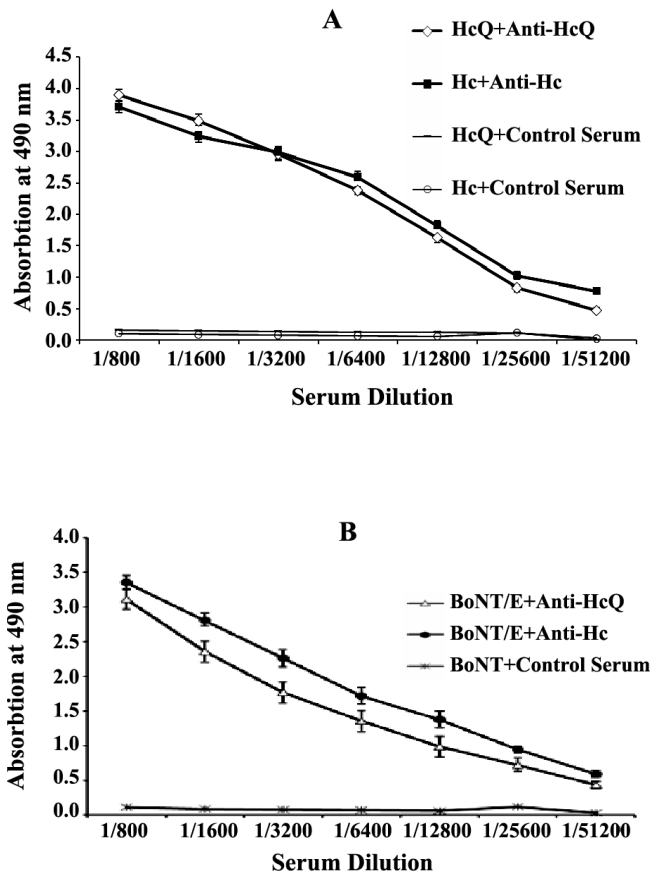 A
HcQ+Anti-HcQ
Hc+Anti-Hc
HcQ+Control Serum
Hc+Control Serum
Absorbtion at 490 nm
4.5
4.0
3.5
3.0
2.5
2.0
1.5
1.0
0.5
0.0
1/800 1/1600 1/3200 1/6400 1/12800 1/25600 1/51200
Serum Dilution
B
BoNT/E+Anti-HcQ
BoNT/E+Anti-Hc
BoNT+Control Serum
Absorbtion at 490 nm
4.0
3.5
3.0
2.5
2.0
1.5
1.0
0.5
0.0
1/800 1/1600 1/3200 1/6400 1/12800 1/25600 1/51200
Serum Dilution